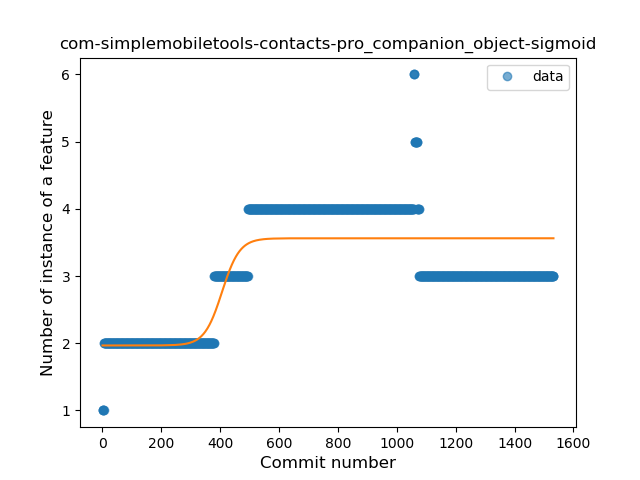 com-simplemobiletools-contacts-pro_companion_object-sigmoid
data
Number of instance of a feature
6
5
4
3
2
1
0 200 400 600 800 1000 1200 1400 1600
Commit number